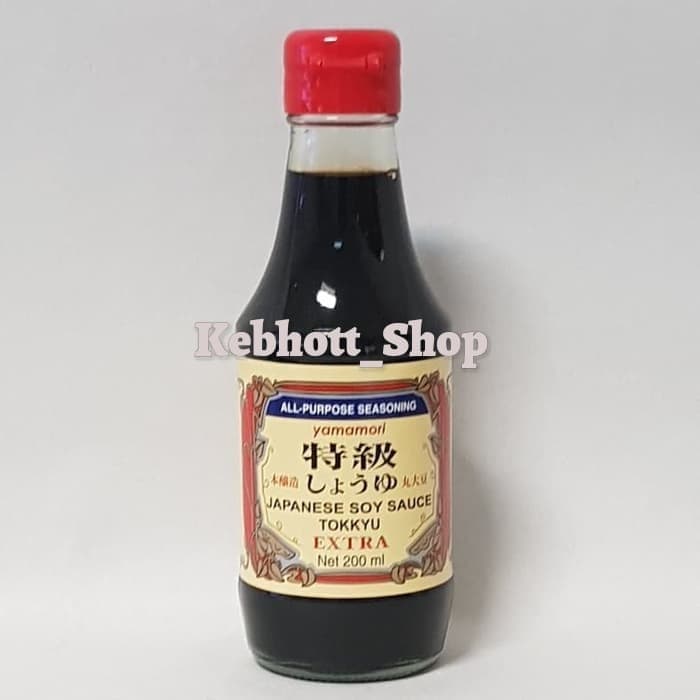 Kebhott_Shop
ALL-PURPOSE SEASONING
yamamori
特級
本醸造 しょうゆ 丸大豆
JAPANESE SOY SAUCE
TOKKYU
EXTRA
Net 200 ml